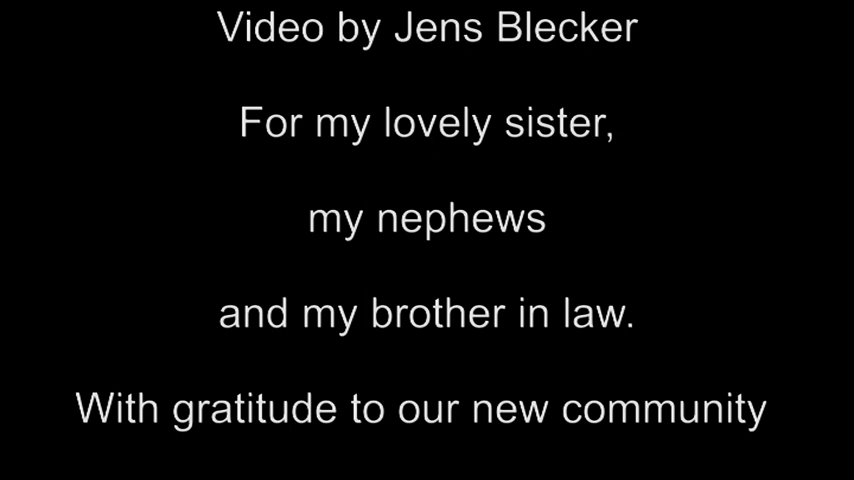 Video by Jens Blecker
For my lovely sister,
my nephews
and my brother in law.
With gratitude to our new community